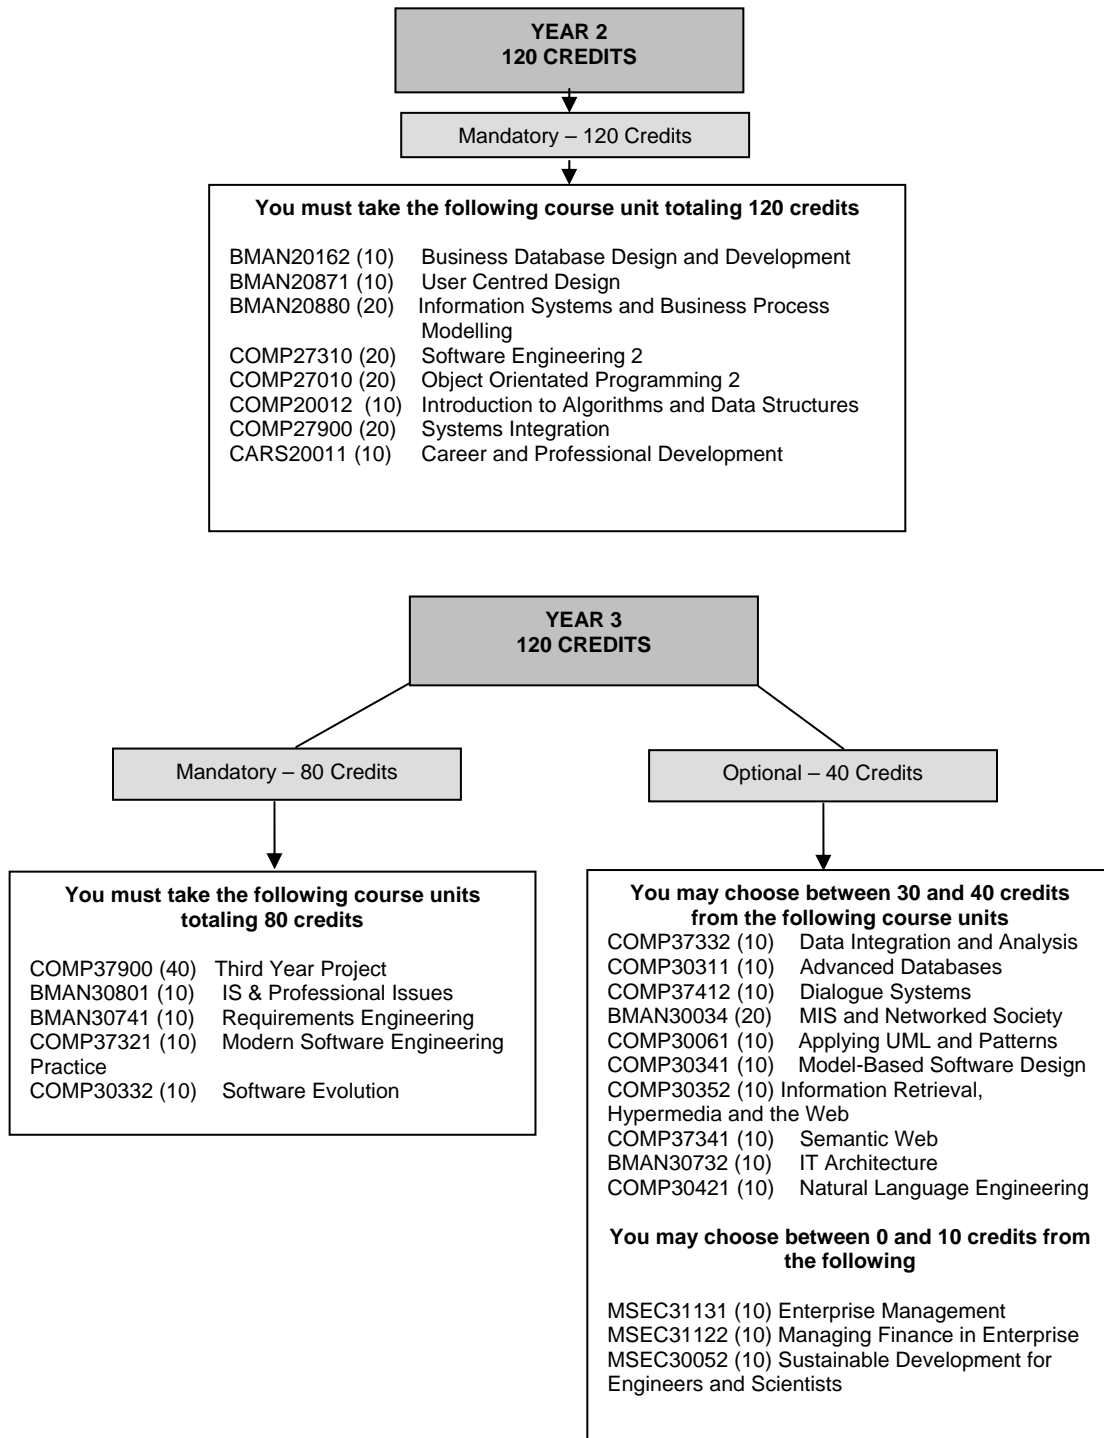 YEAR 2
120 CREDITS
Mandatory – 120 Credits
You must take the following course unit totaling 120 credits
BMAN20162 (10) Business Database Design and Development
BMAN20871 (10) User Centred Design
BMAN20880 (20) Information Systems and Business Process
Modelling
COMP27310 (20) Software Engineering 2
COMP27010 (20) Object Orientated Programming 2
COMP20012 (10) Introduction to Algorithms and Data Structures
COMP27900 (20) Systems Integration
CARS20011 (10) Career and Professional Development
YEAR 3
120 CREDITS
Mandatory – 80 Credits
You must take the following course units
totaling 80 credits
COMP37900 (40) Third Year Project
BMAN30801 (10) IS & Professional Issues
BMAN30741 (10) Requirements Engineering
COMP37321 (10) Modern Software Engineering
Practice
COMP30332 (10) Software Evolution
Optional – 40 Credits
You may choose between 30 and 40 credits
from the following course units
COMP37332 (10) Data Integration and Analysis
COMP30311 (10) Advanced Databases
COMP37412 (10) Dialogue Systems
BMAN30034 (20) MIS and Networked Society
COMP30061 (10) Applying UML and Patterns
COMP30341 (10) Model-Based Software Design
COMP30352 (10) Information Retrieval,
Hypermedia and the Web
COMP37341 (10) Semantic Web
BMAN30732 (10) IT Architecture
COMP30421 (10) Natural Language Engineering
You may choose between 0 and 10 credits from
the following
MSEC31131 (10) Enterprise Management
MSEC31122 (10) Managing Finance in Enterprise
MSEC30052 (10) Sustainable Development for
Engineers and Scientists